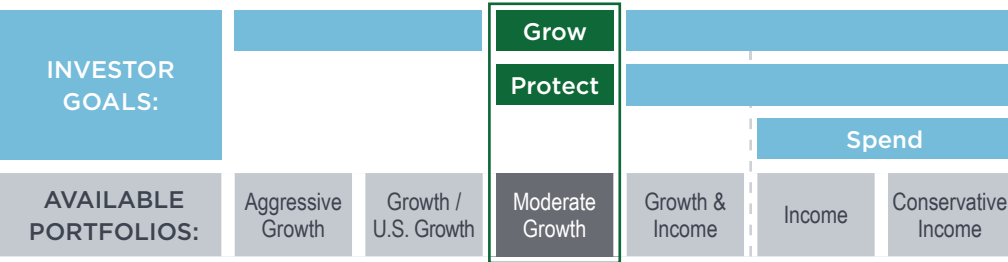 INVESTOR
GOALS:
Grow
Protect
Spend
AVAILABLE
PORTFOLIOS:
Aggressive
Growth
Growth /
U.S. Growth
Moderate
Growth
Growth &
Income
Income
Conservative
Income